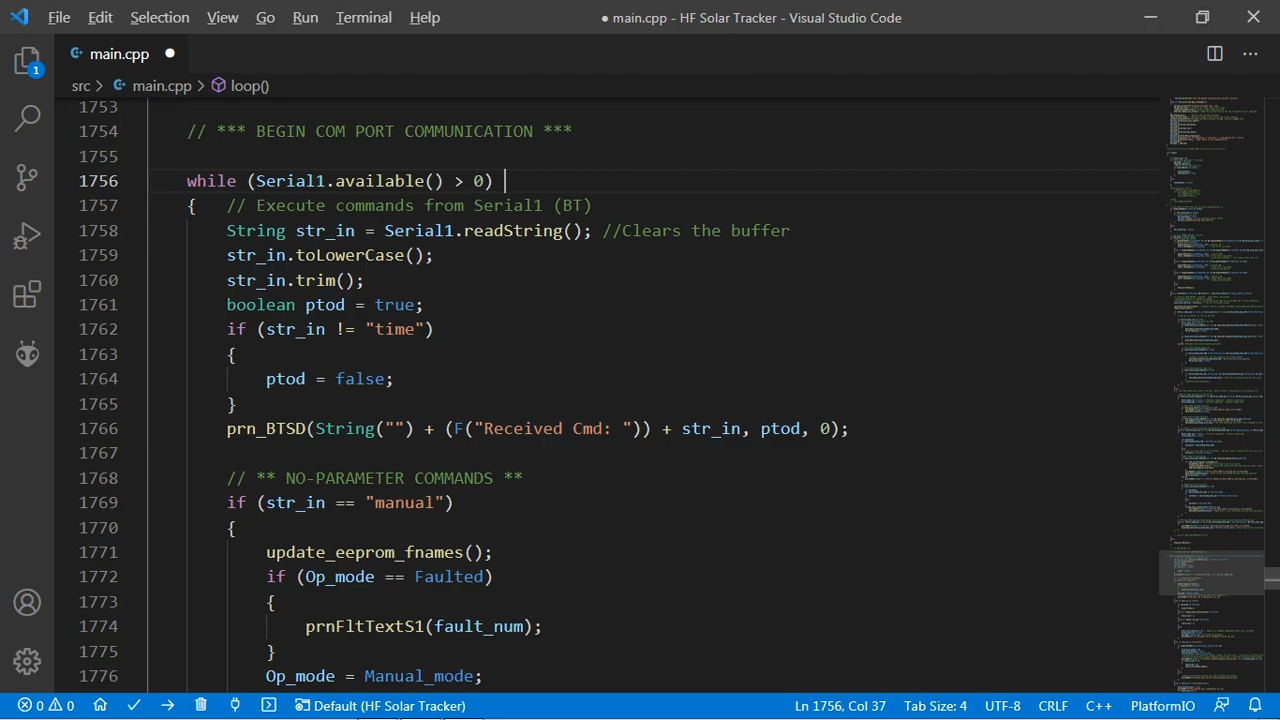 File Edit Selection View Go Run Terminal Help ● main.cpp - HF Solar Tracker - Visual Studio Code
main.cpp ●
src > main.cpp > loop()
1
1753
1754 // *** BEGIN COM PORT COMMUNICATION ***
1755
1756 while (Serial1.available() > 0)
1757 { // Execute commands from Serial1 (BT)
1758 String str_in = Serial1.readString(); //Clears the buffer
1759 str_in.toLowerCase();
1760 str_in.trim();
1761 boolean ptod = true;
1762 if (str_in != "time")
1763 {
1764 ptod = false;
1765 }
1766 prn_BTSD(String("") + (F("Received Cmd: ")) + str_in, ptod, 0);
1767
1768 // ** NO-PARAMETER COMMANDS **
1769 if (str_in == "manual")
1770 {
1771 update_eeprom_fnames();
1772 if (Op_mode == Faulted)
1773 {
1774 prnFltTextS1(fault_num);
1775 }
1776 Op_mode = Manual_mode;
0 0 Default (HF Solar Tracker) Ln 1756, Col 37 Tab Size: 4 UTF-8 CRLF C++ PlatformIO